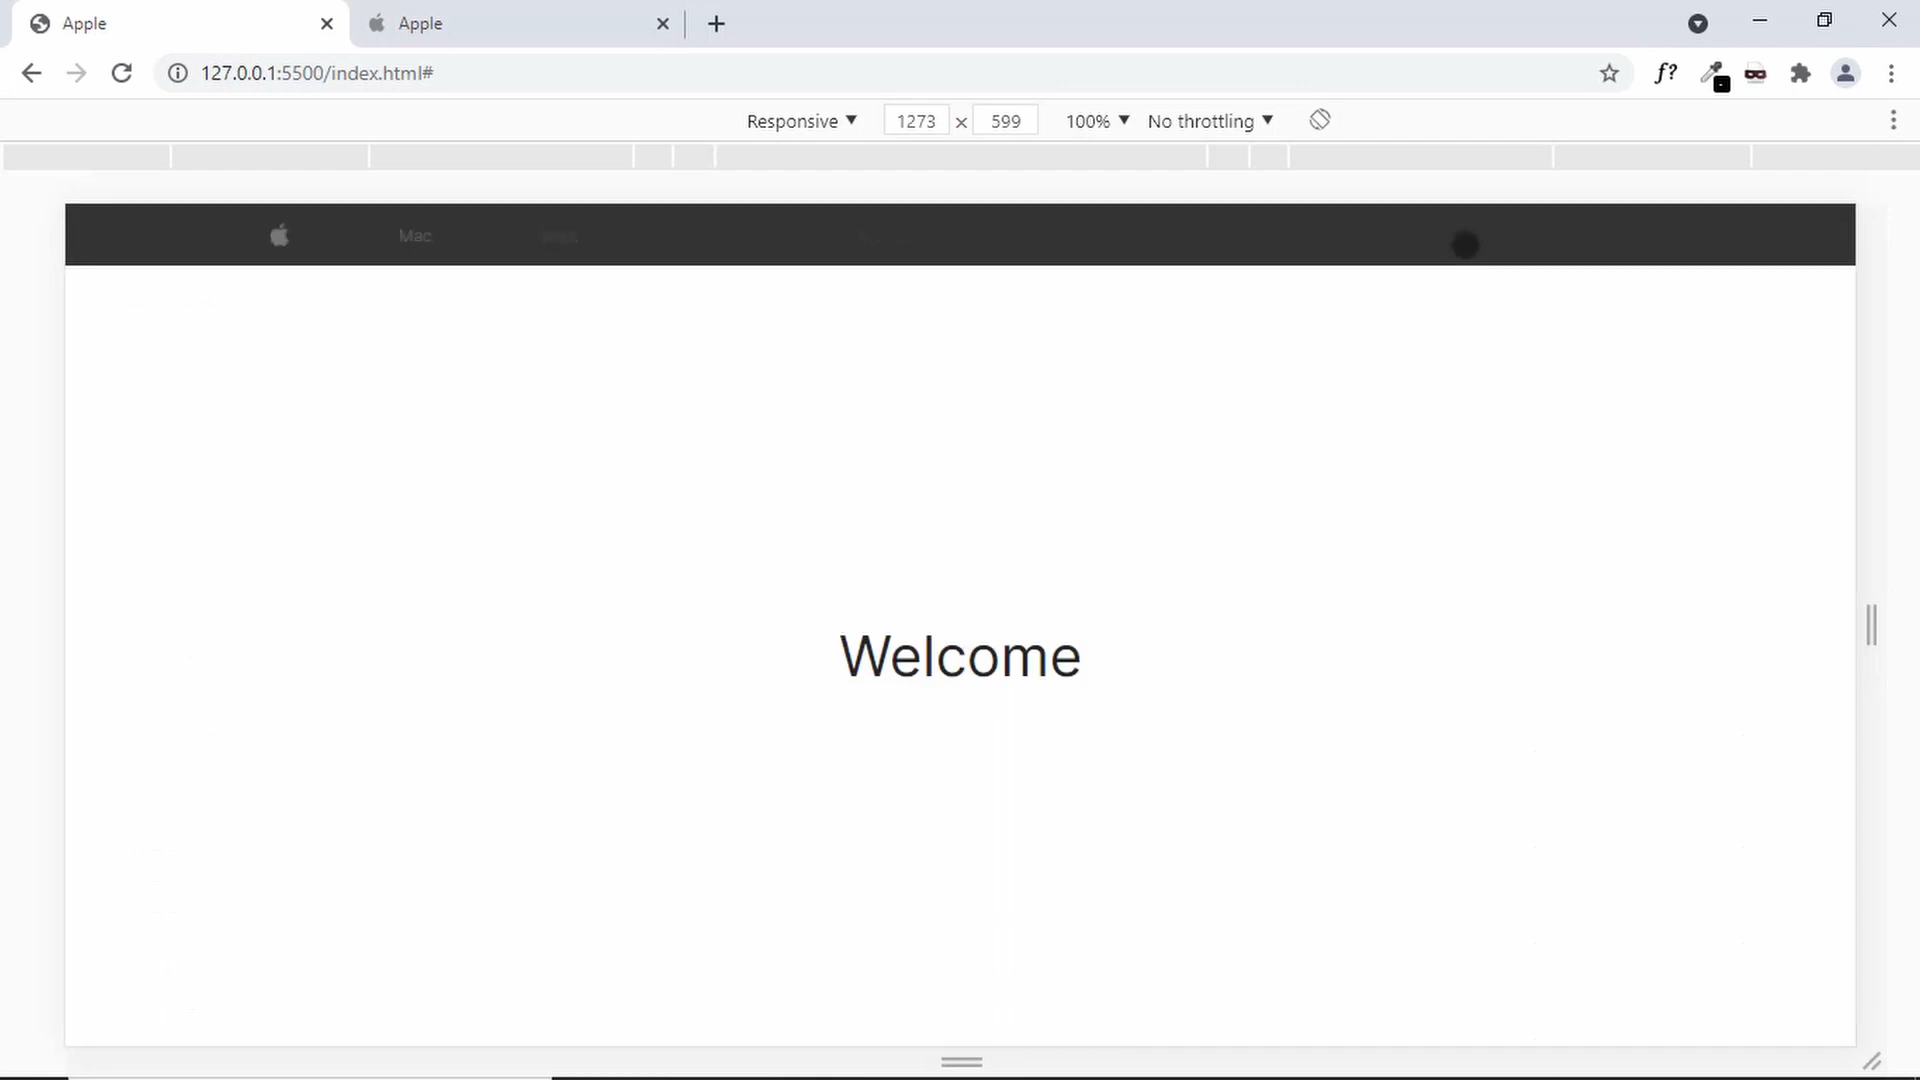 Apple
Apple
127.0.0.1:5500/index.html#
f?
Responsive 1273 × 599 100% No throttling
Mac
Welcome